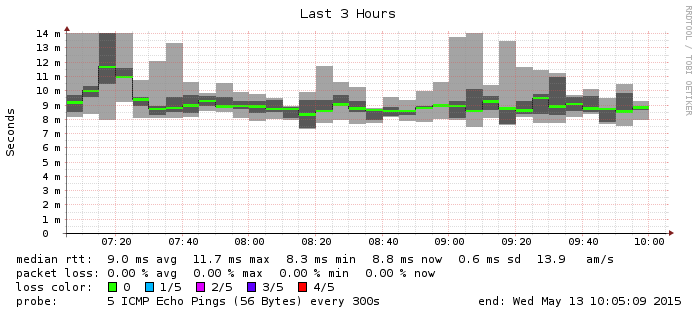 Last 3 Hours
RRDTOOL / TOBI OETIKER
Seconds
14 m
13 m
12 m
11 m
10 m
9 m
8 m
7 m
6 m
5 m
4 m
3 m
2 m
1 m
0
07:20 07:40 08:00 08:20 08:40 09:00 09:20 09:40 10:00
median rtt: 9.0 ms avg 11.7 ms max 8.3 ms min 8.8 ms now 0.6 ms sd 13.9 am/s
packet loss: 0.00 % avg 0.00 % max 0.00 % min 0.00 % now
loss color: 0 1/5 2/5 3/5 4/5
probe: 5 ICMP Echo Pings (56 Bytes) every 300s end: Wed May 13 10:05:09 2015